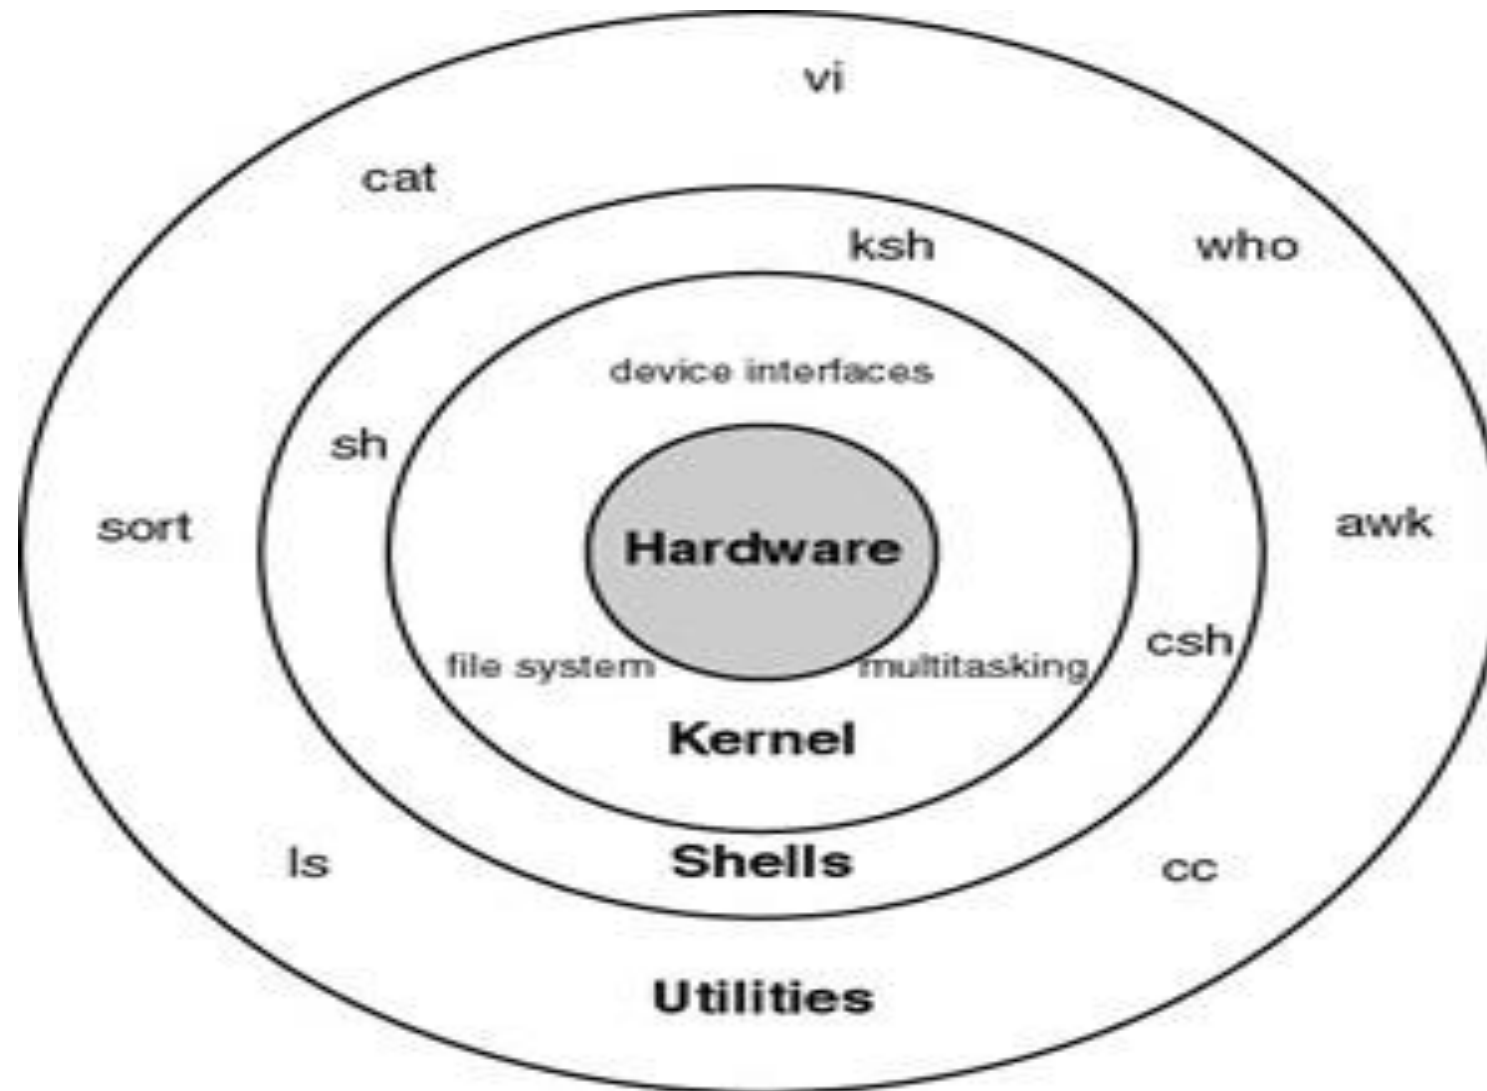 vi
cat
ksh
who
device interfaces
sh
sort
Hardware
awk
csh
file system
multitasking
Kernel
Shells
ls
cc
Utilities